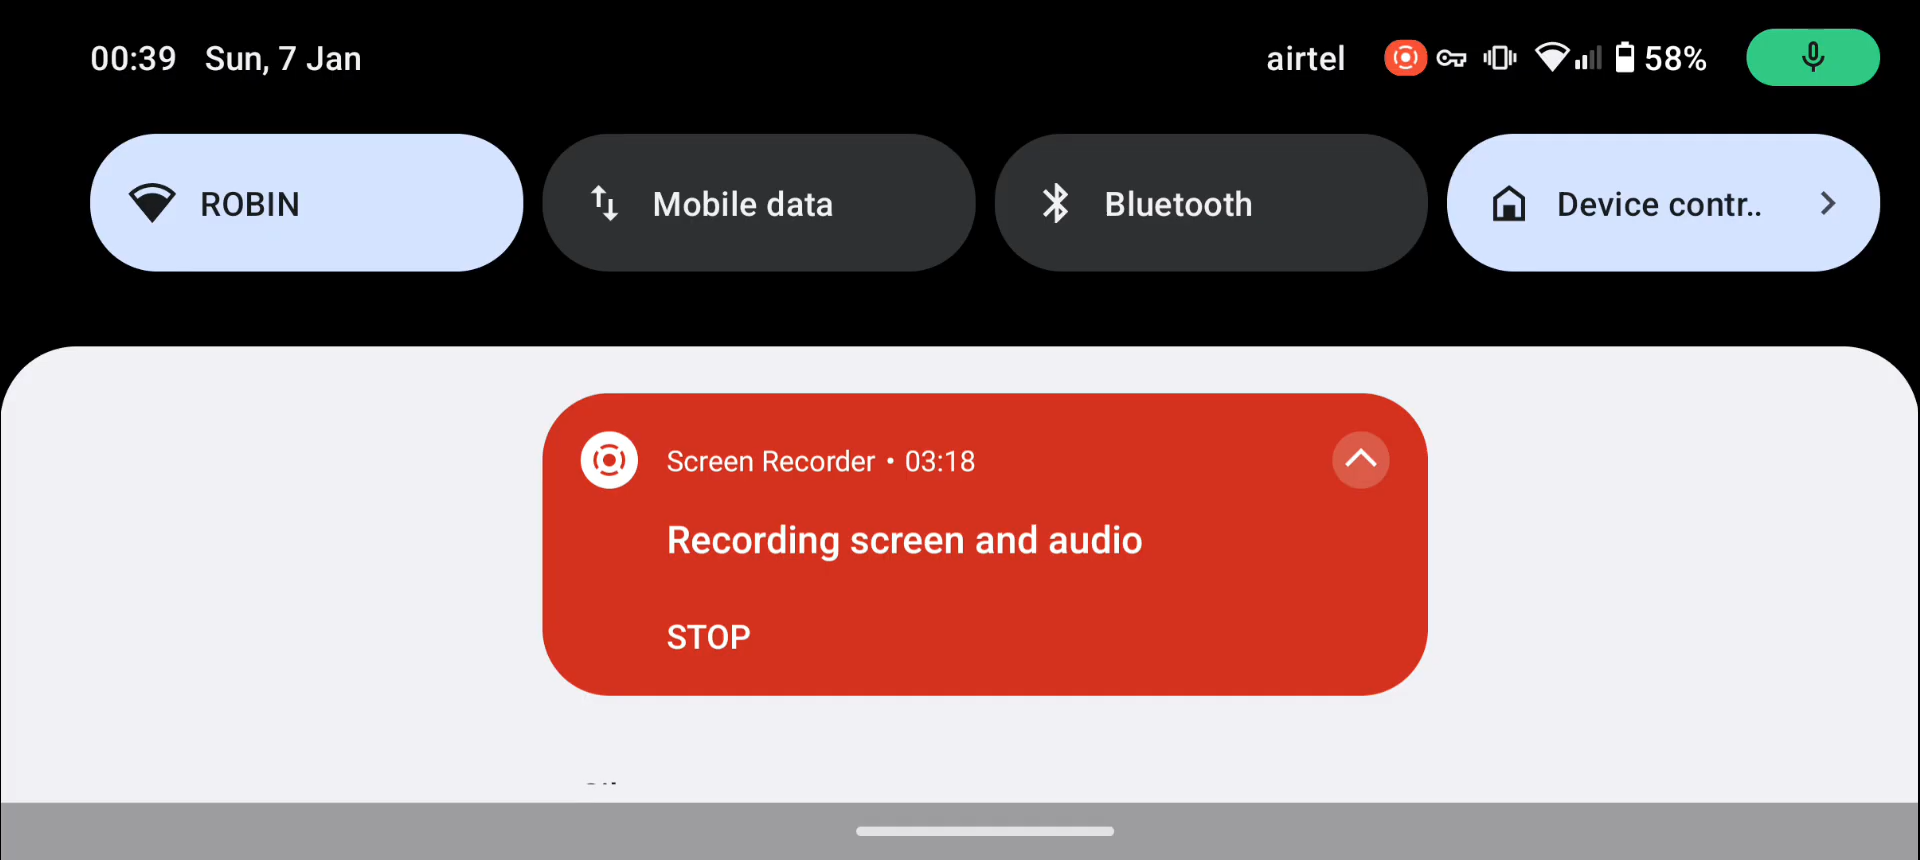 00:39 Sun, 7 Jan airtel 58%
ROBIN Mobile data Bluetooth Device contr..
Screen Recorder • 03:18
Recording screen and audio
STOP